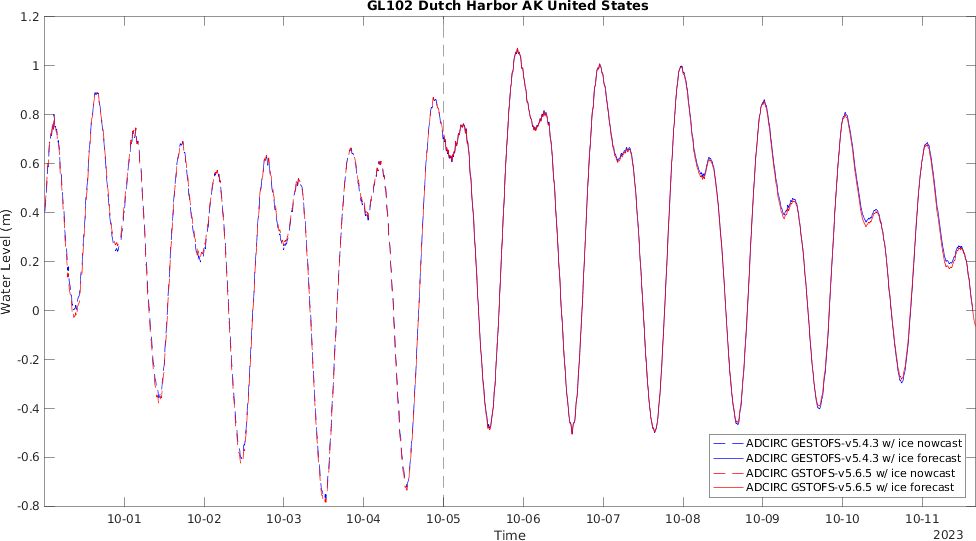 GL102 Dutch Harbor AK United States
1.2
1
0.8
0.6
0.4
0.2
0
-0.2
-0.4
-0.6
-0.8
Water Level (m)
ADCIRC GESTOFS-v5.4.3 w/ ice nowcast
ADCIRC GESTOFS-v5.4.3 w/ ice forecast
ADCIRC GSTOFS-v5.6.5 w/ ice nowcast
ADCIRC GSTOFS-v5.6.5 w/ ice forecast
10-01 10-02 10-03 10-04 10-05 10-06 10-07 10-08 10-09 10-10 10-11
Time
2023